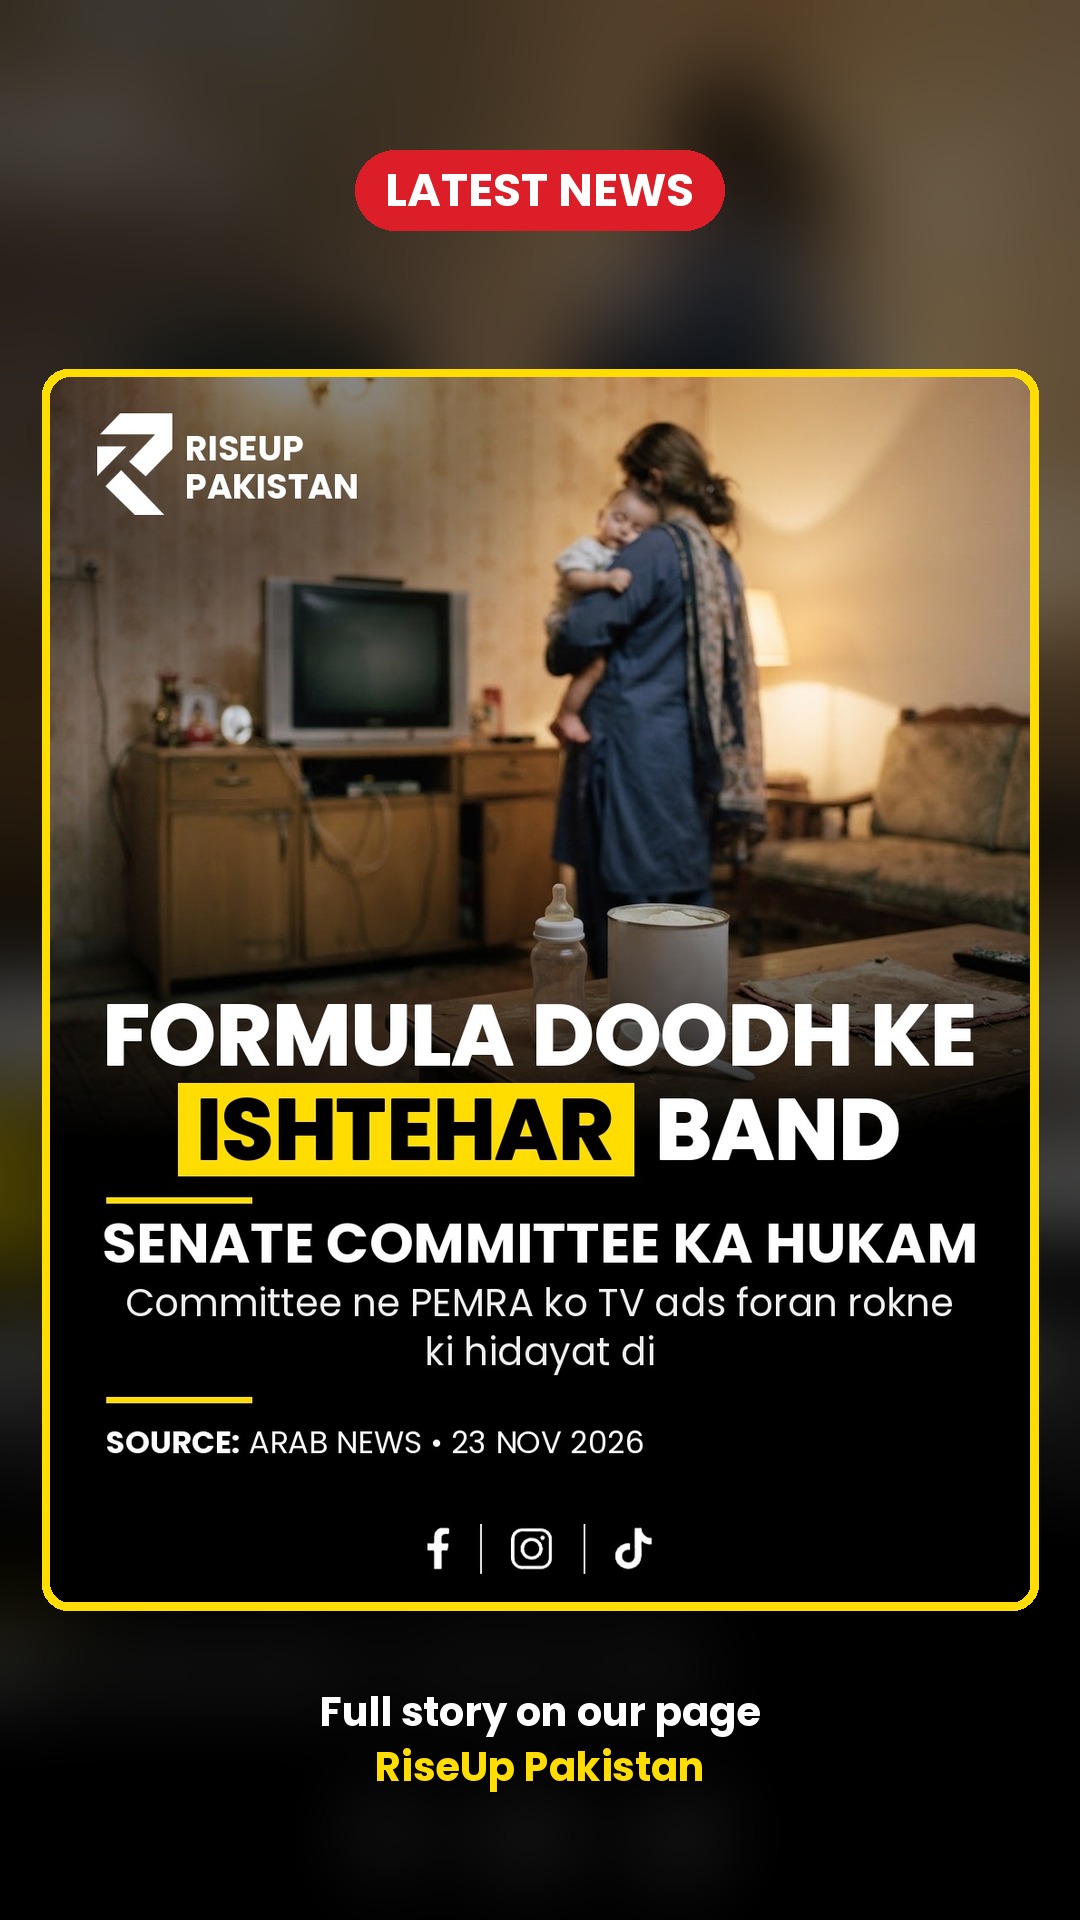 LATEST NEWS
RISEUP
PAKISTAN
FORMULA DOODH KE
ISHTEHAR BAND
SENATE COMMITTEE KA HUKAM
Committee ne PEMRA ko TV ads foran rokne
ki hidayat di
SOURCE: ARAB NEWS • 23 NOV 2026
Full story on our page
RiseUp Pakistan